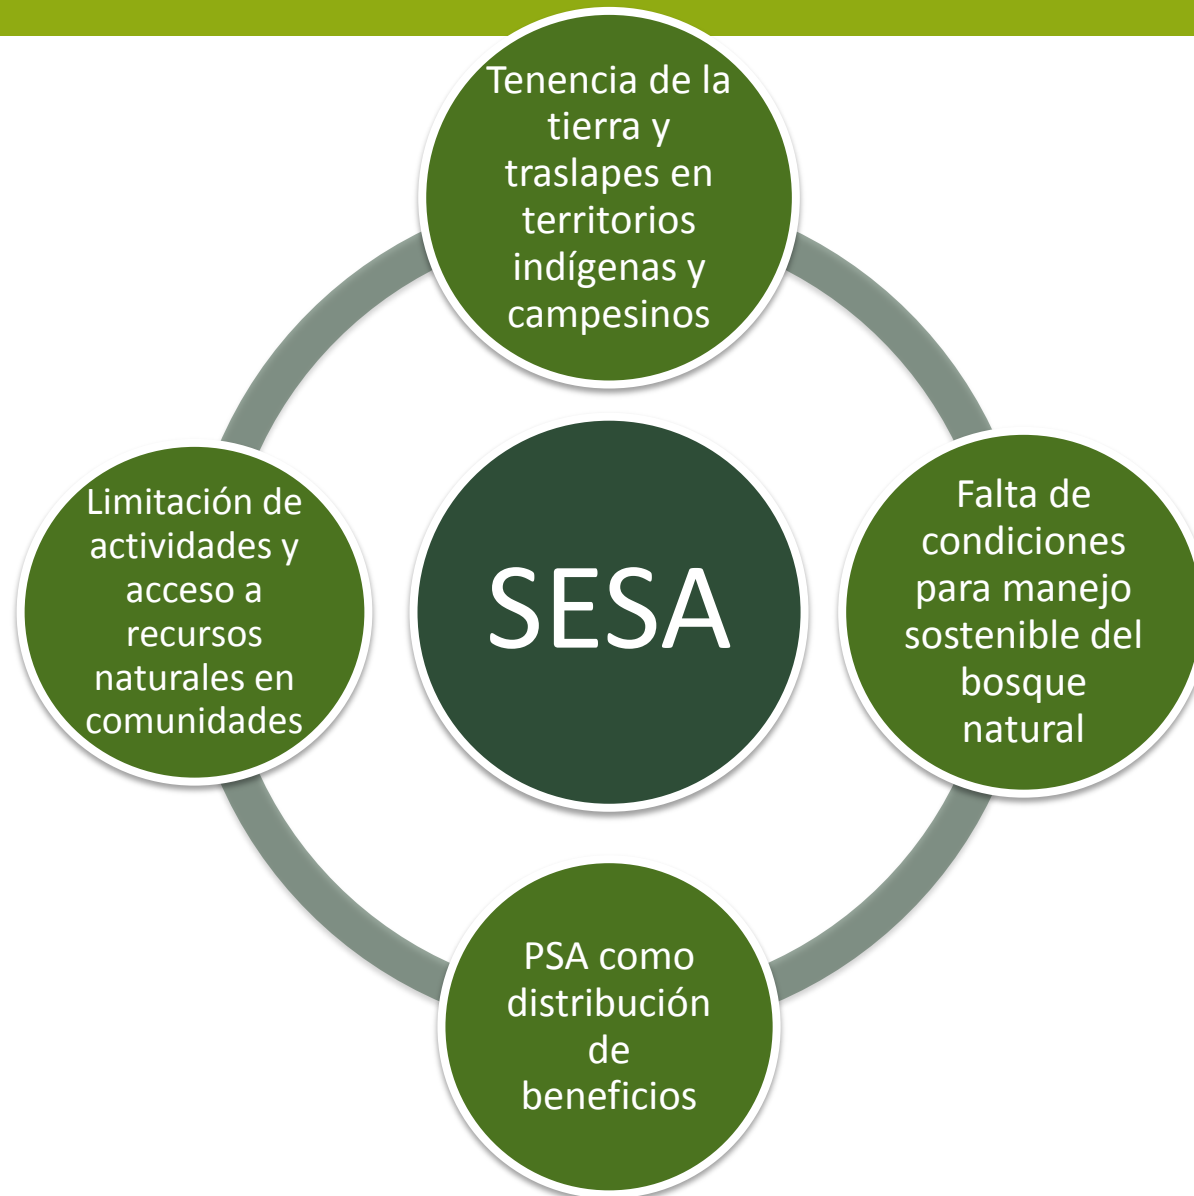 Tenencia de la
tierra y
traslapes en
territorios
indígenas y
campesinos
Limitación de
actividades y
acceso a
recursos
naturales en
comunidades
SESA
Falta de
condiciones
para manejo
sostenible del
bosque
natural
PSA como
distribución
de
beneficios